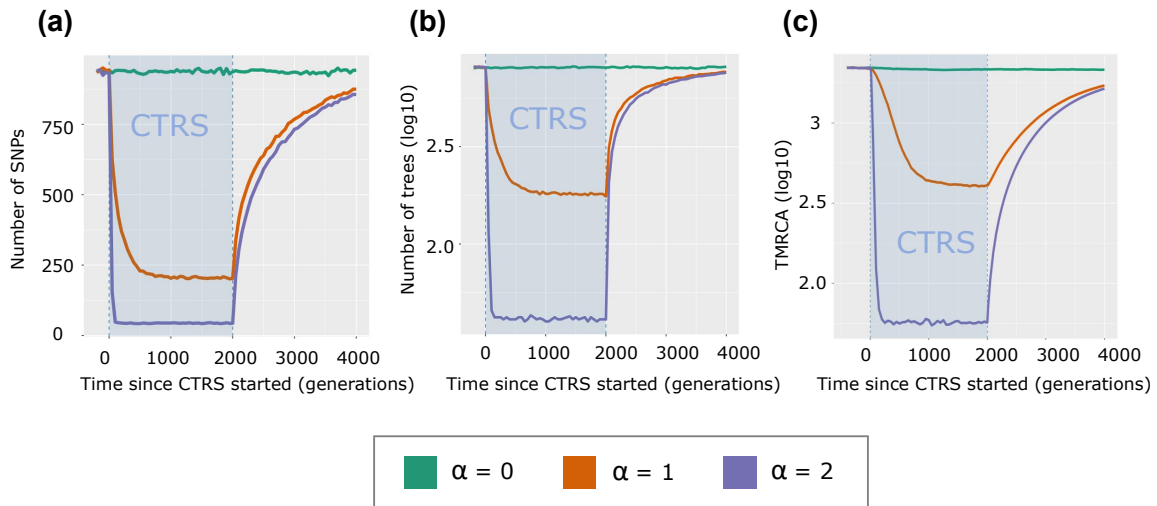 (a)
Number of SNPs
750
500
250
0
CTRS
0 1000 2000 3000 4000
Time since CTRS started (generations)
(b)
Number of trees (log10)
2.5
2.0
CTRS
0 1000 2000 3000 4000
Time since CTRS started (generations)
(c)
TMRCA (log10)
3
2.5
2.0
CTRS
0 1000 2000 3000 4000
Time since CTRS started (generations)
α = 0 α = 1 α = 2